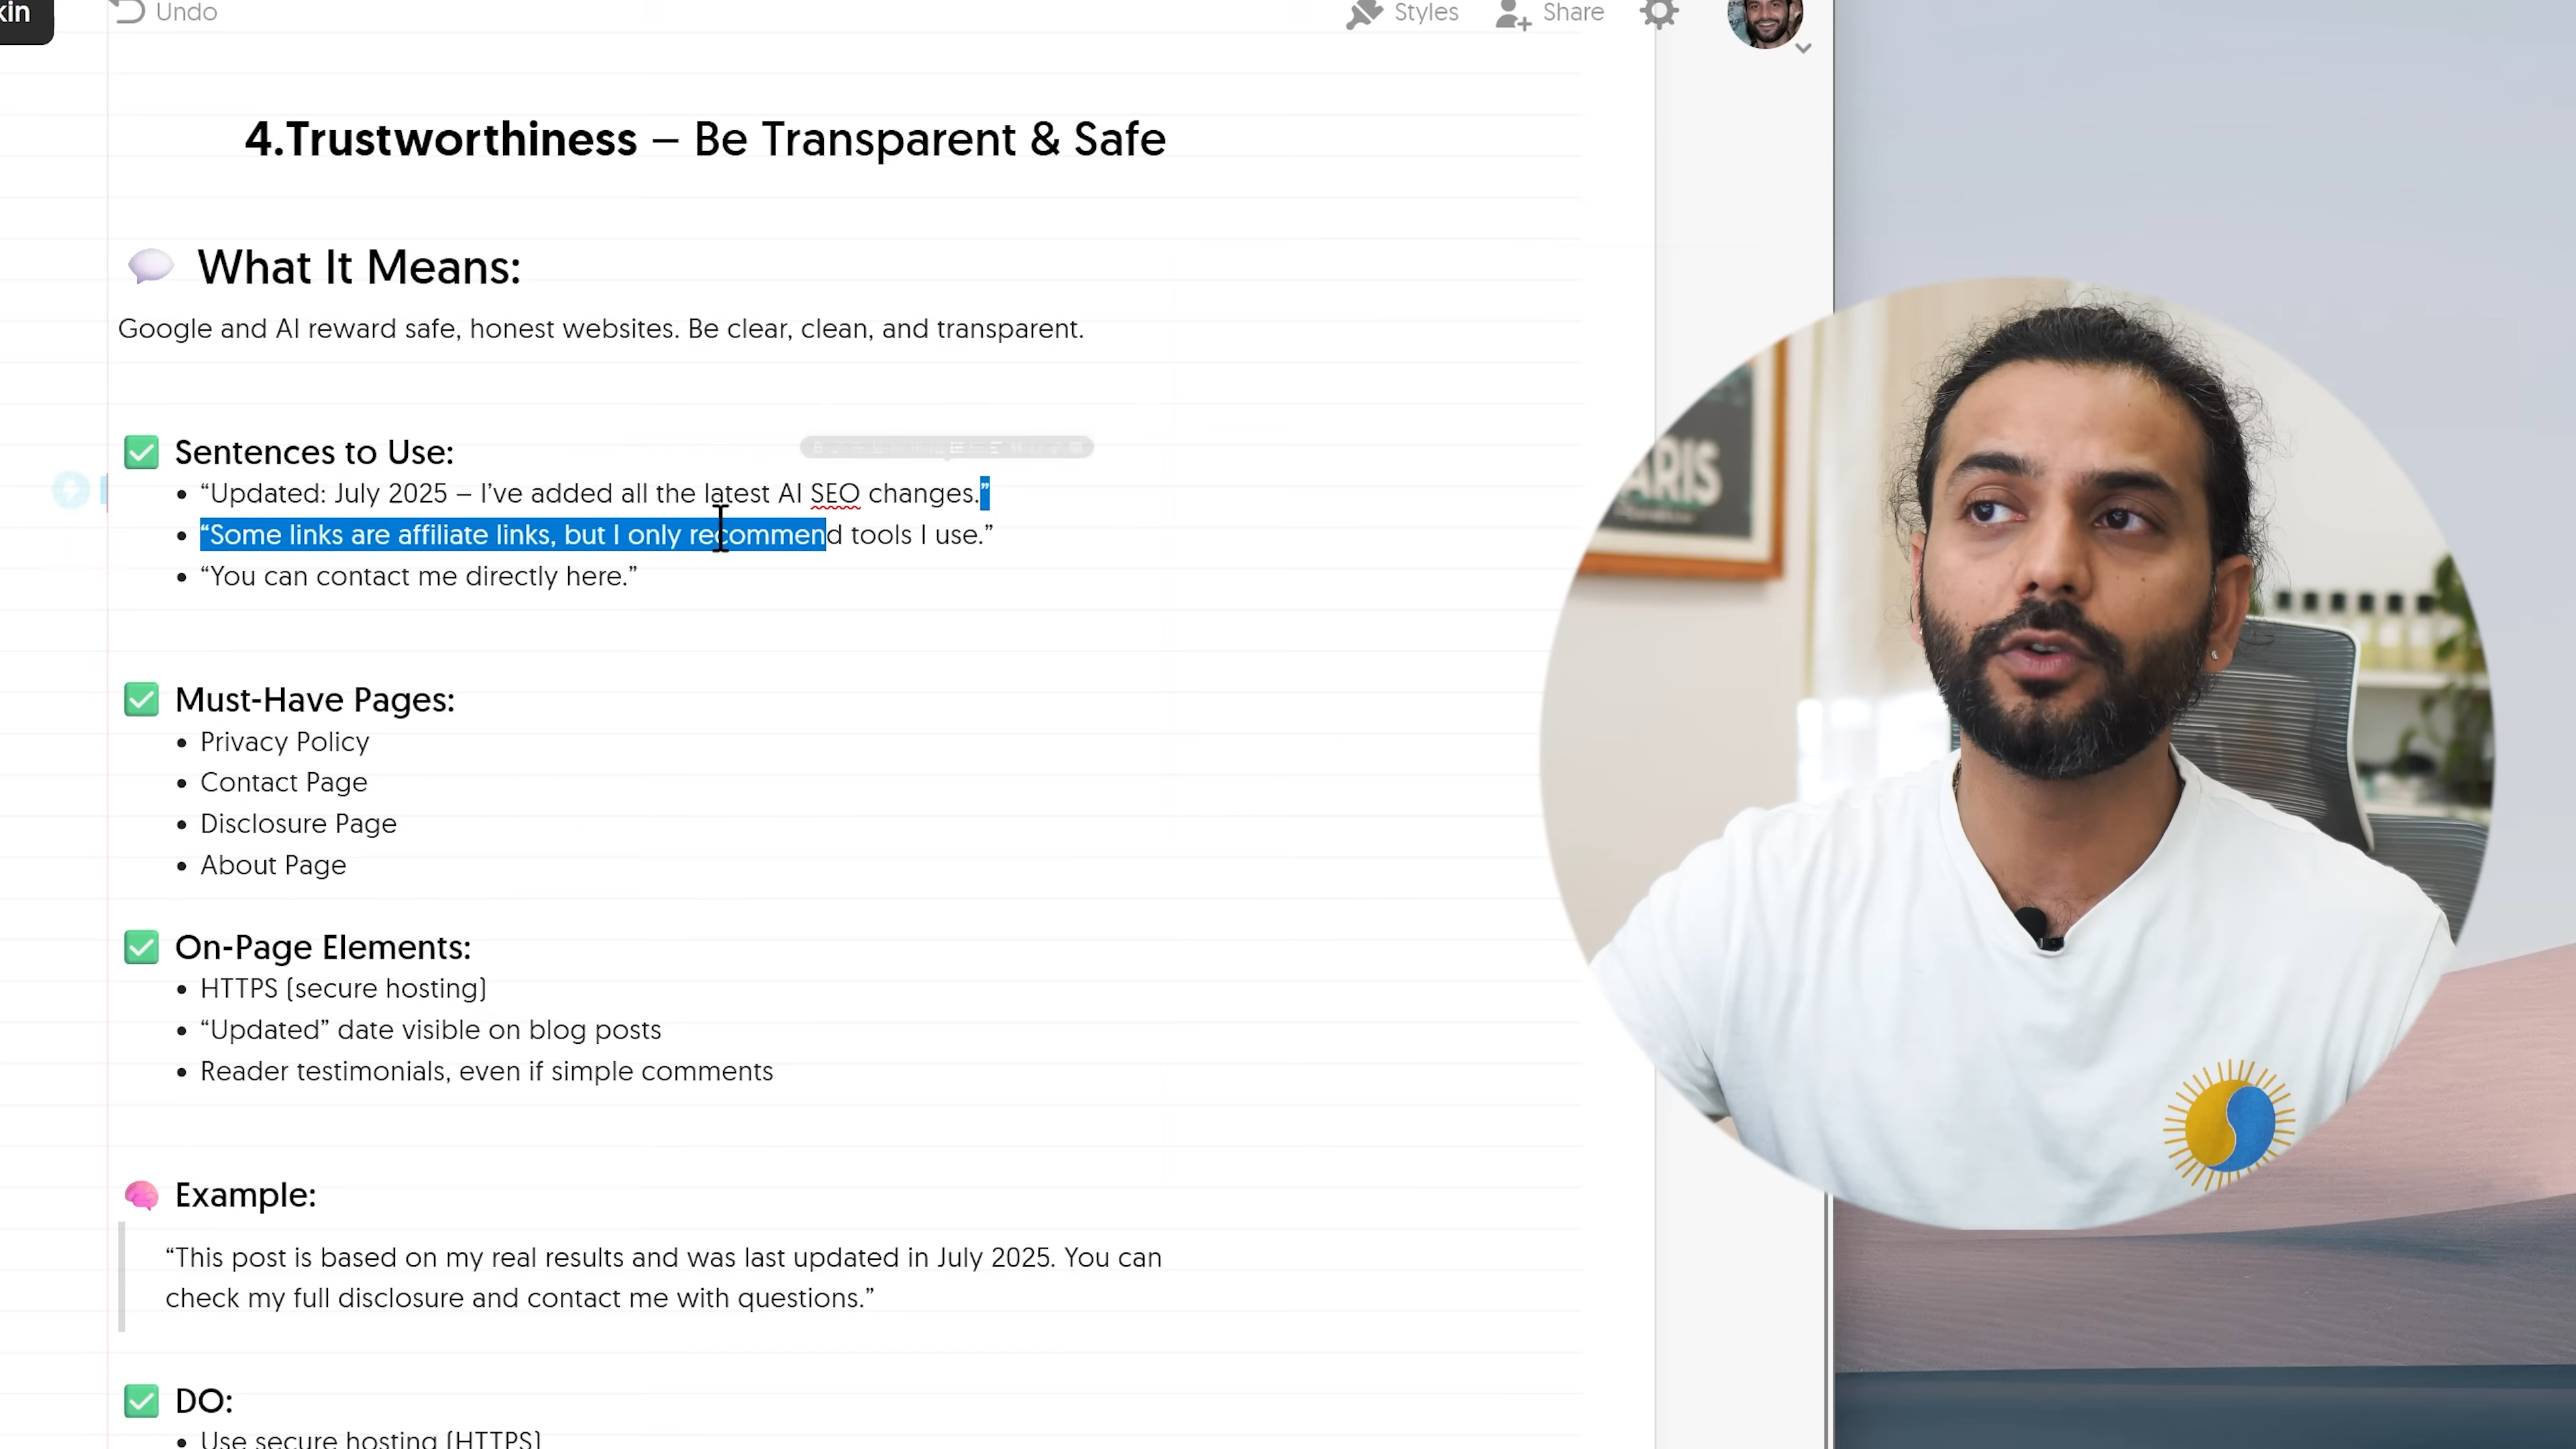 kin
Undo
Styles
Share
4.Trustworthiness – Be Transparent & Safe
What It Means:
Google and AI reward safe, honest websites. Be clear, clean, and transparent.
Sentences to Use:
• “Updated: July 2025 – I’ve added all the latest AI SEO changes.”
• “Some links are affiliate links, but I only recommend tools I use.”
• “You can contact me directly here.”
Must-Have Pages:
• Privacy Policy
• Contact Page
• Disclosure Page
• About Page
On-Page Elements:
• HTTPS (secure hosting)
• “Updated” date visible on blog posts
• Reader testimonials, even if simple comments
Example:
“This post is based on my real results and was last updated in July 2025. You can
check my full disclosure and contact me with questions.”
DO:
• Use secure hosting (HTTPS)
ARIS